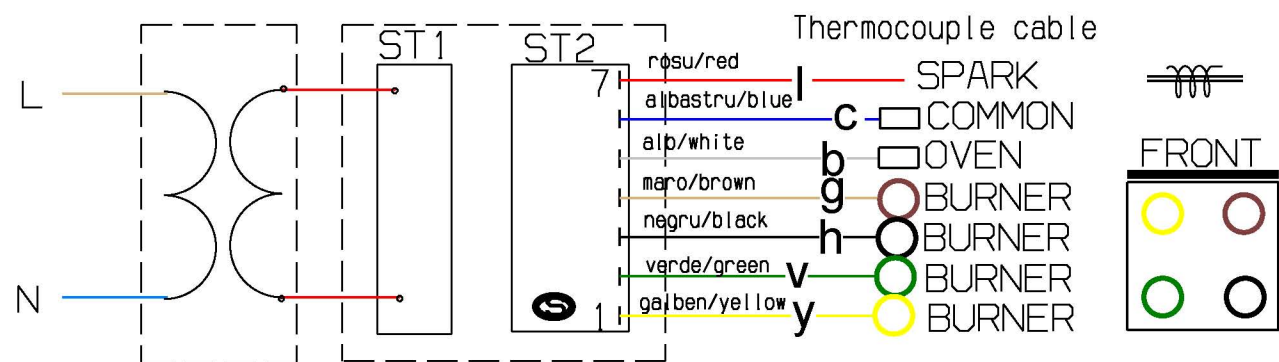 Thermocouple cable
ST1
ST2
L
N
7
1
rosu/red
l
SPARK
albastru/blue
c
COMMON
alp/white
b
OVEN
maro/brown
g
BURNER
negru/black
h
BURNER
verde/green
v
BURNER
galben/yellow
y
BURNER
FRONT